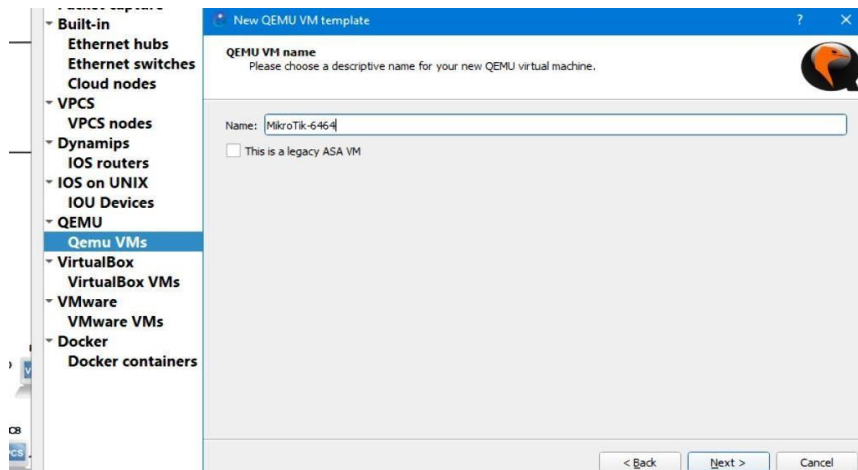 Packet capture
Built-in
Ethernet hubs
Ethernet switches
Cloud nodes
VPCS
VPCS nodes
Dynamips
IOS routers
IOS on UNIX
IOU Devices
QEMU
Qemu VMs
VirtualBox
VirtualBox VMs
VMware
VMware VMs
Docker
Docker containers
New QEMU VM template
QEMU VM name
Please choose a descriptive name for your new QEMU virtual machine.
Name: MikroTik-6464
This is a legacy ASA VM
< Back
Next >
Cancel